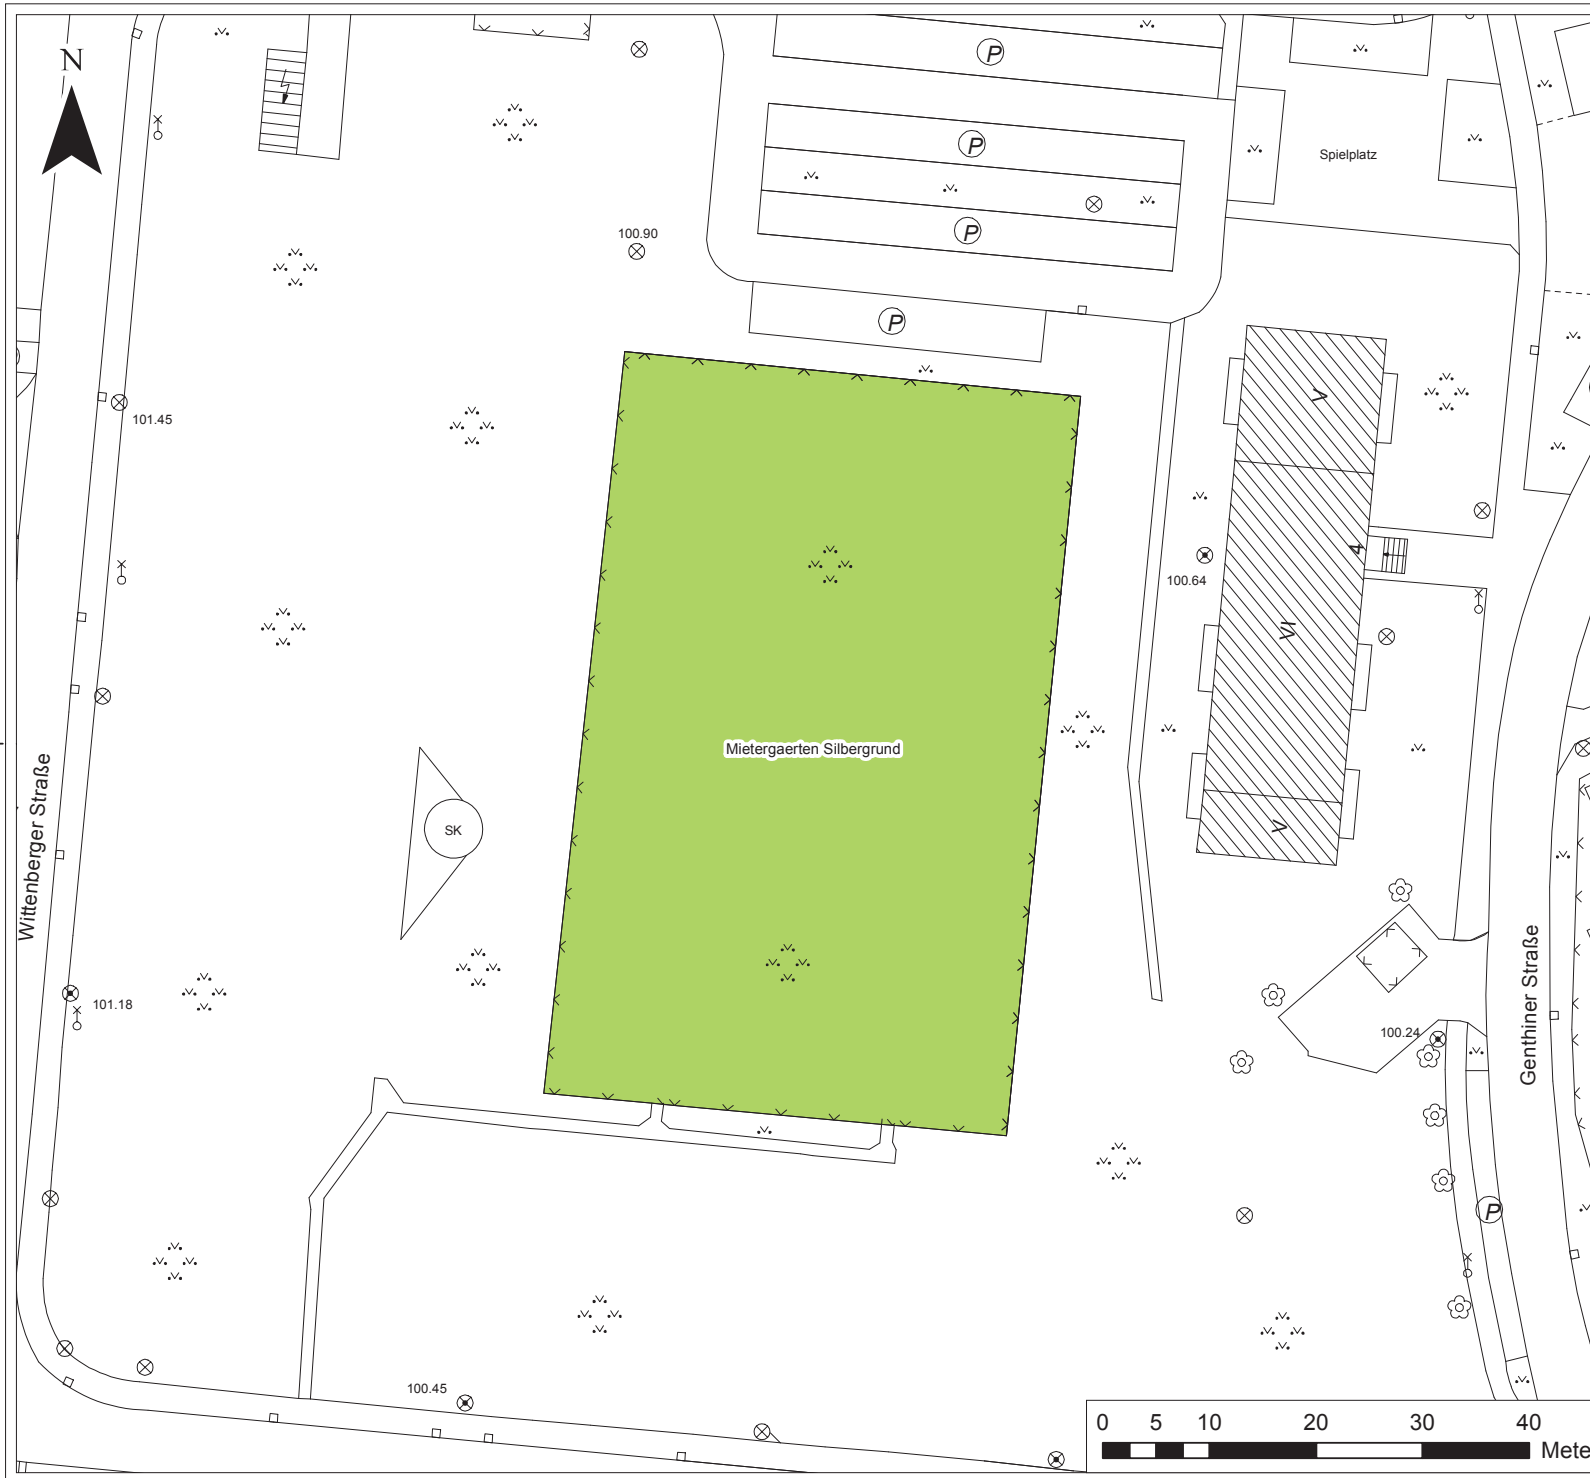 N
P
P
Spielplatz
P
100.90
P
101.45
V
4
100.64
VI
Mietergaerten Silbergrund
Wittenberger Straße
SK
V
101.18
Genthiner Straße
100.24
P
100.45
0 5 10 20 30 40
Mete